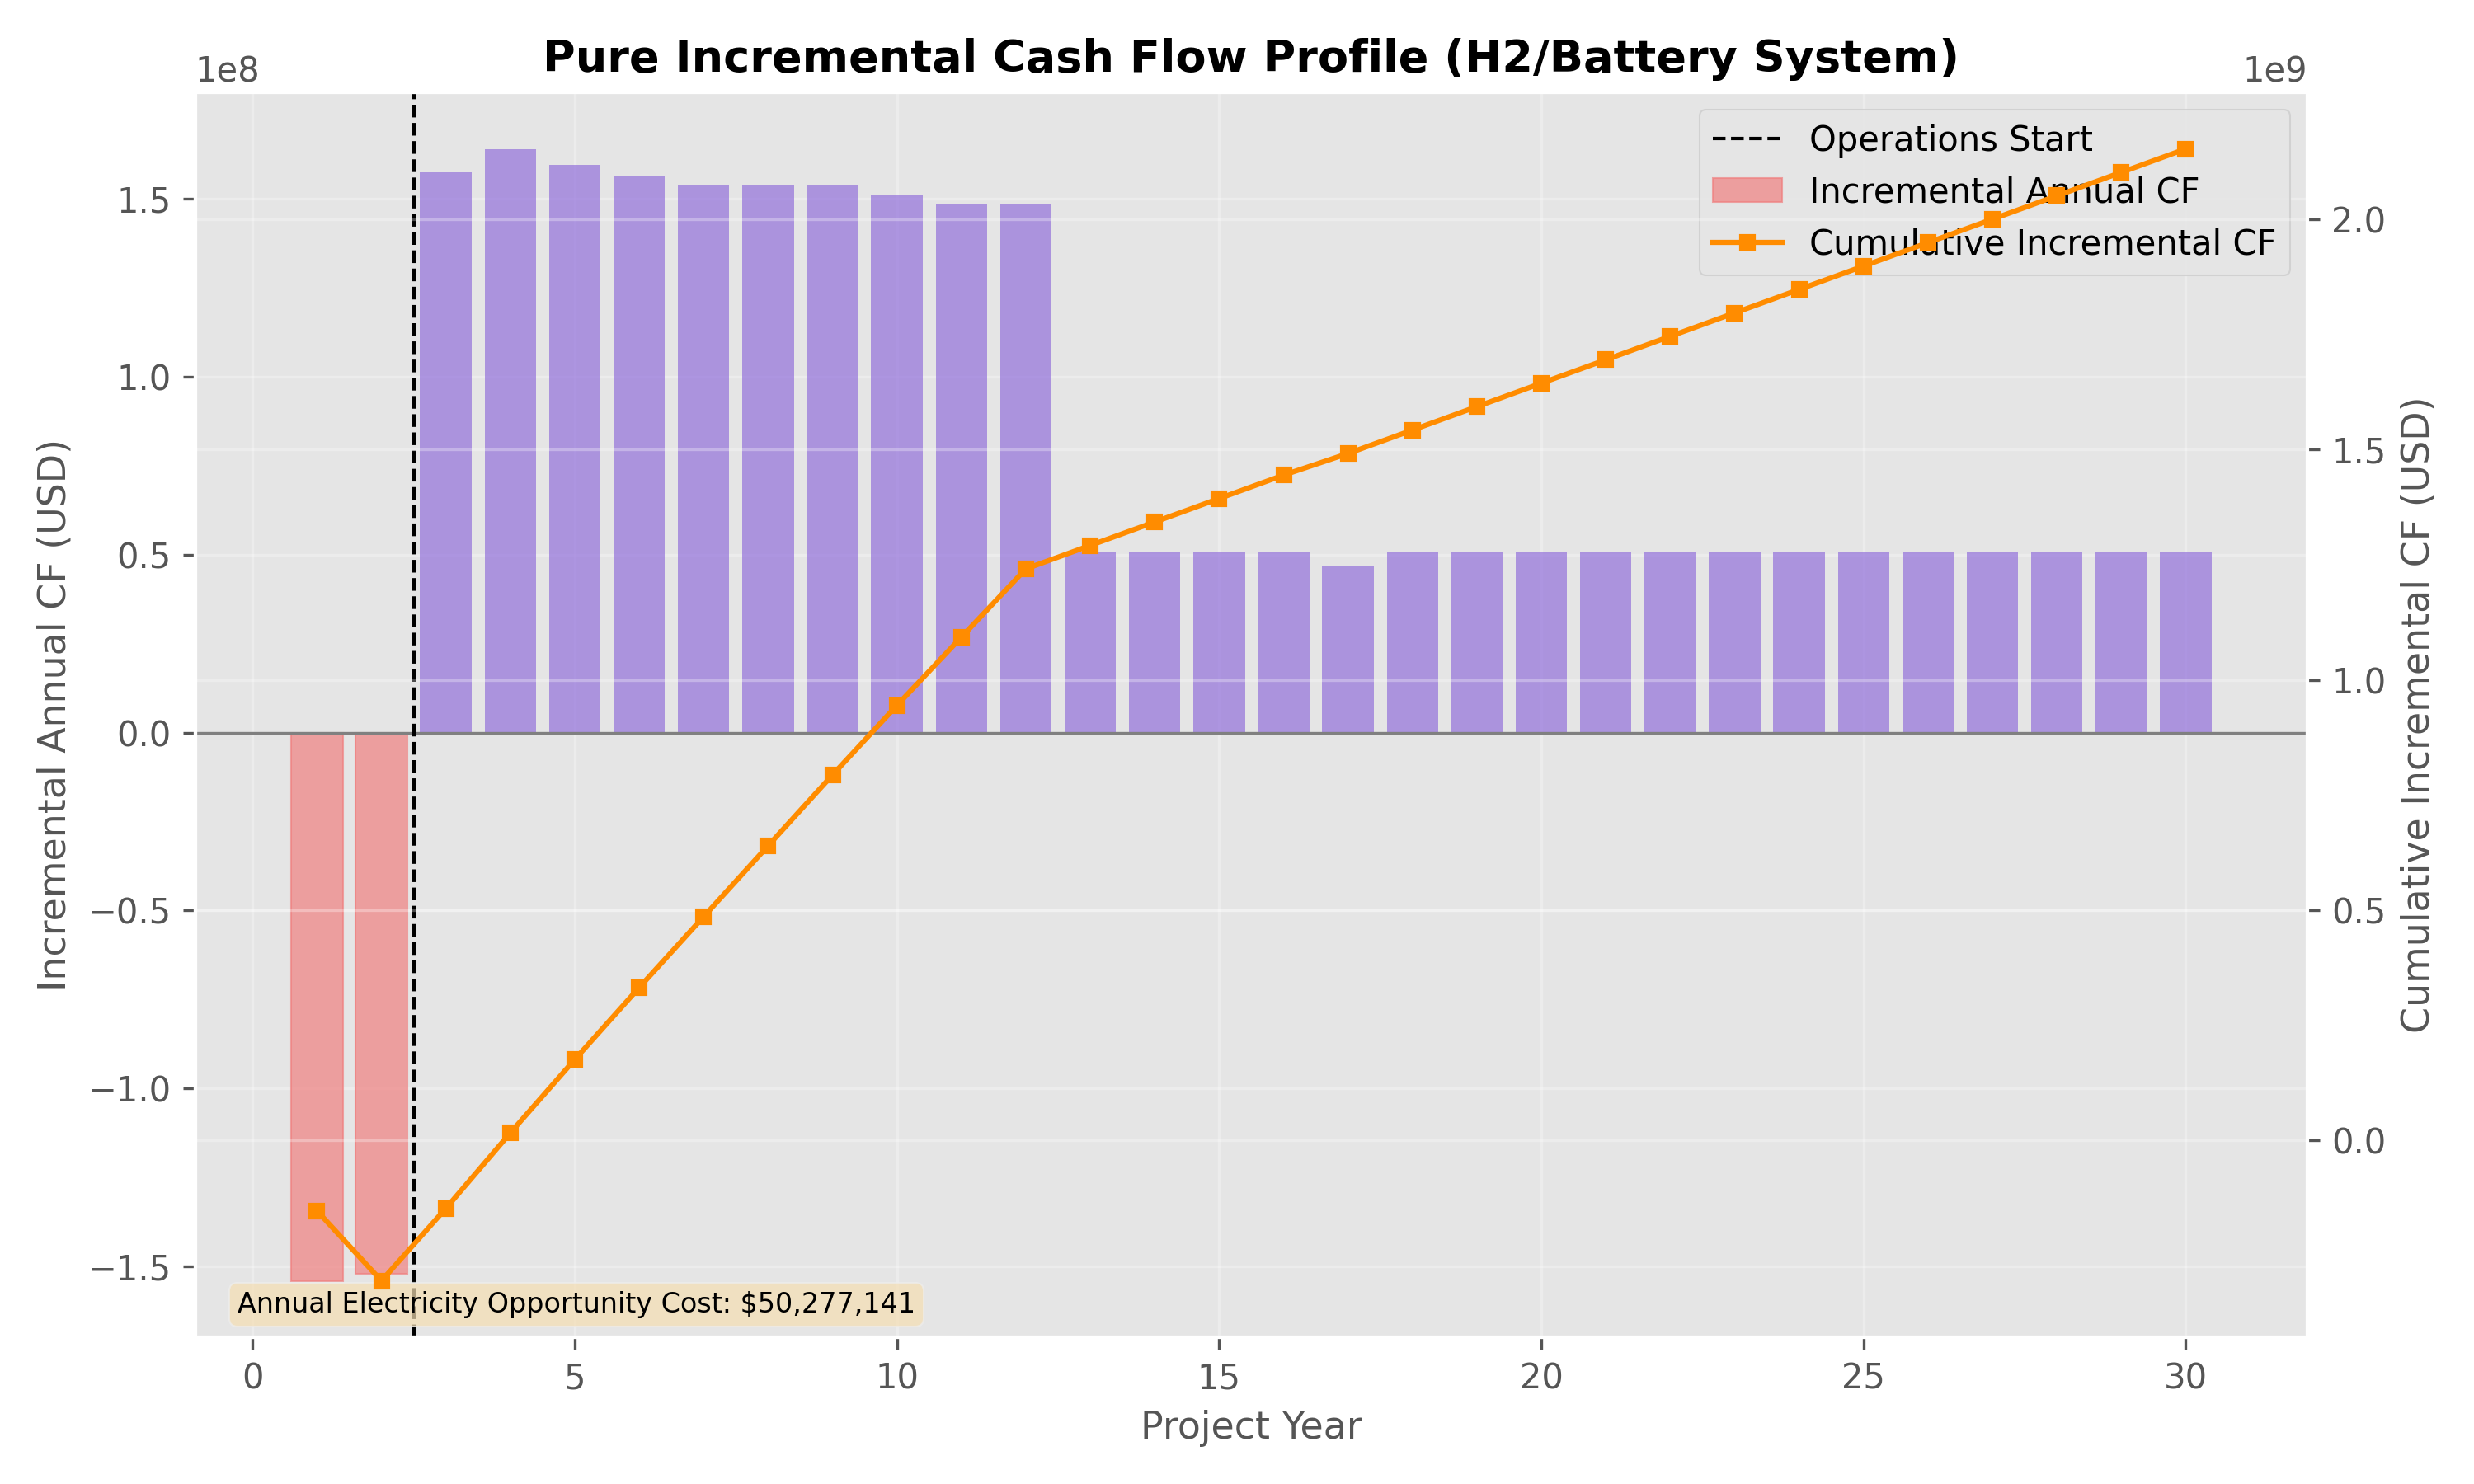 Pure Incremental Cash Flow Profile (H2/Battery System)
1e8
1e9
Operations Start
Incremental Annual CF
Cumulative Incremental CF
Incremental Annual CF (USD)
1.5
1.0
0.5
0.0
−0.5
−1.0
−1.5
Cumulative Incremental CF (USD)
2.0
1.5
1.0
0.5
0.0
Annual Electricity Opportunity Cost: $50,277,141
0
5
10
15
20
25
30
Project Year